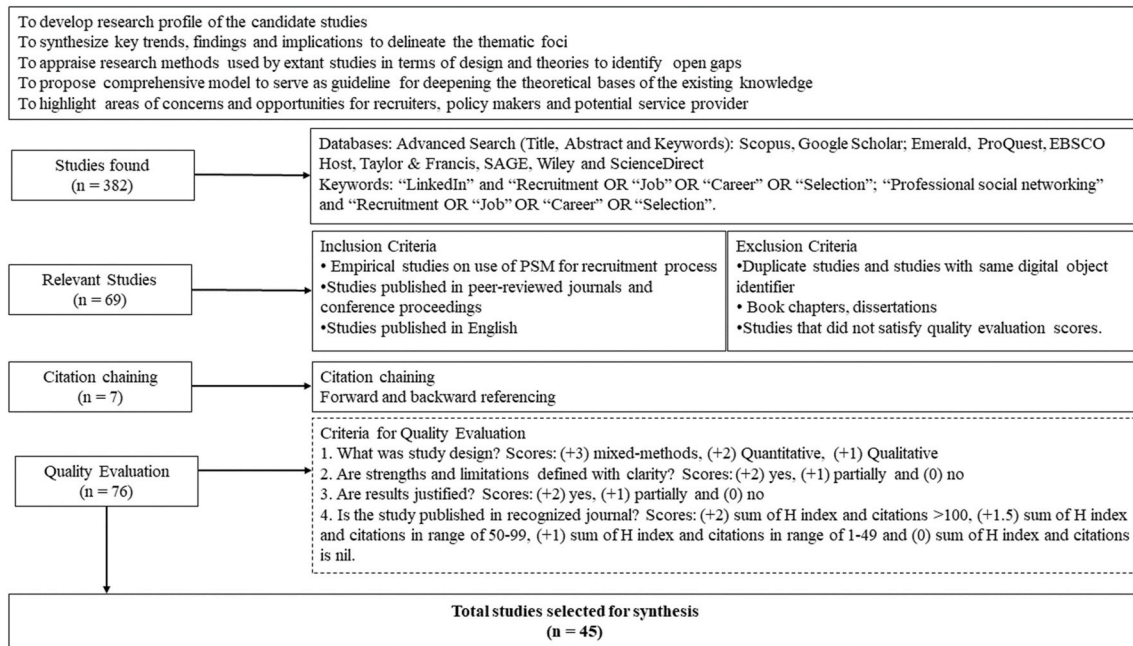 To develop research profile of the candidate studies
To synthesize key trends, findings and implications to delineate the thematic foci
To appraise research methods used by extant studies in terms of design and theories to identify open gaps
To propose comprehensive model to serve as guideline for deepening the theoretical bases of the existing knowledge
To highlight areas of concerns and opportunities for recruiters, policy makers and potential service provider
Studies found
(n = 382)
Databases: Advanced Search (Title, Abstract and Keywords): Scopus, Google Scholar; Emerald, ProQuest, EBSCO
Host, Taylor & Francis, SAGE, Wiley and ScienceDirect
Keywords: “LinkedIn” and “Recruitment OR “Job” OR “Career” OR “Selection”; “Professional social networking”
and “Recruitment OR “Job” OR “Career” OR “Selection”.
Relevant Studies
(n = 69)
Inclusion Criteria
• Empirical studies on use of PSM for recruitment process
•Studies published in peer-reviewed journals and
conference proceedings
•Studies published in English
Exclusion Criteria
•Duplicate studies and studies with same digital object
identifier
• Book chapters, dissertations
•Studies that did not satisfy quality evaluation scores.
Citation chaining
(n = 7)
Citation chaining
Forward and backward referencing
Quality Evaluation
(n = 76)
Criteria for Quality Evaluation
1. What was study design? Scores: (+3) mixed-methods, (+2) Quantitative, (+1) Qualitative
2. Are strengths and limitations defined with clarity? Scores: (+2) yes, (+1) partially and (0) no
3. Are results justified? Scores: (+2) yes, (+1) partially and (0) no
4. Is the study published in recognized journal? Scores: (+2) sum of H index and citations >100, (+1.5) sum of H index
and citations in range of 50-99, (+1) sum of H index and citations in range of 1-49 and (0) sum of H index and citations
is nil.
Total studies selected for synthesis
(n = 45)